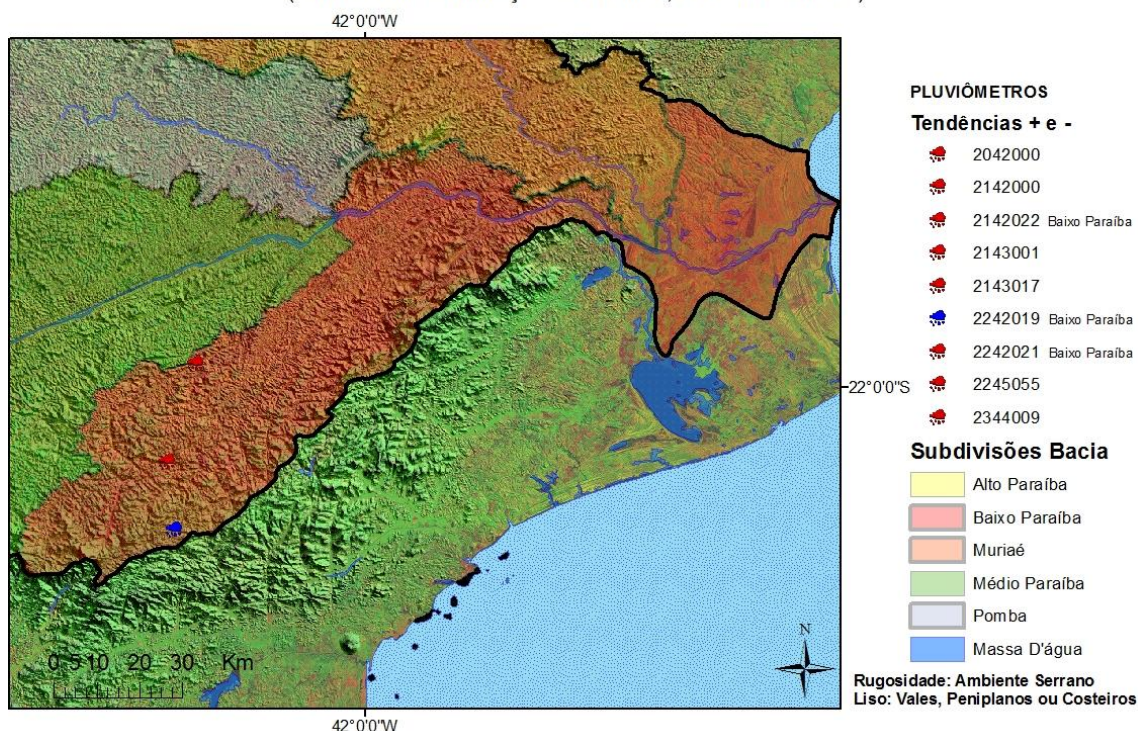 42°0'0"W
PLUVIÔMETROS
Tendências + e -
2042000
2142000
2142022 Baixo Paraíba
2143001
2143017
2242019 Baixo Paraíba
2242021 Baixo Paraíba
2245055
2344009
22°0'0"S
Subdivisões Bacia
Alto Paraíba
Baixo Paraíba
Muriaé
Médio Paraíba
Pomba
Massa D'água
N
0 5 10 20 30 Km
Rugosidade: Ambiente Serrano
Liso: Vales, Peniplanos ou Costeiros
42°0'0"W